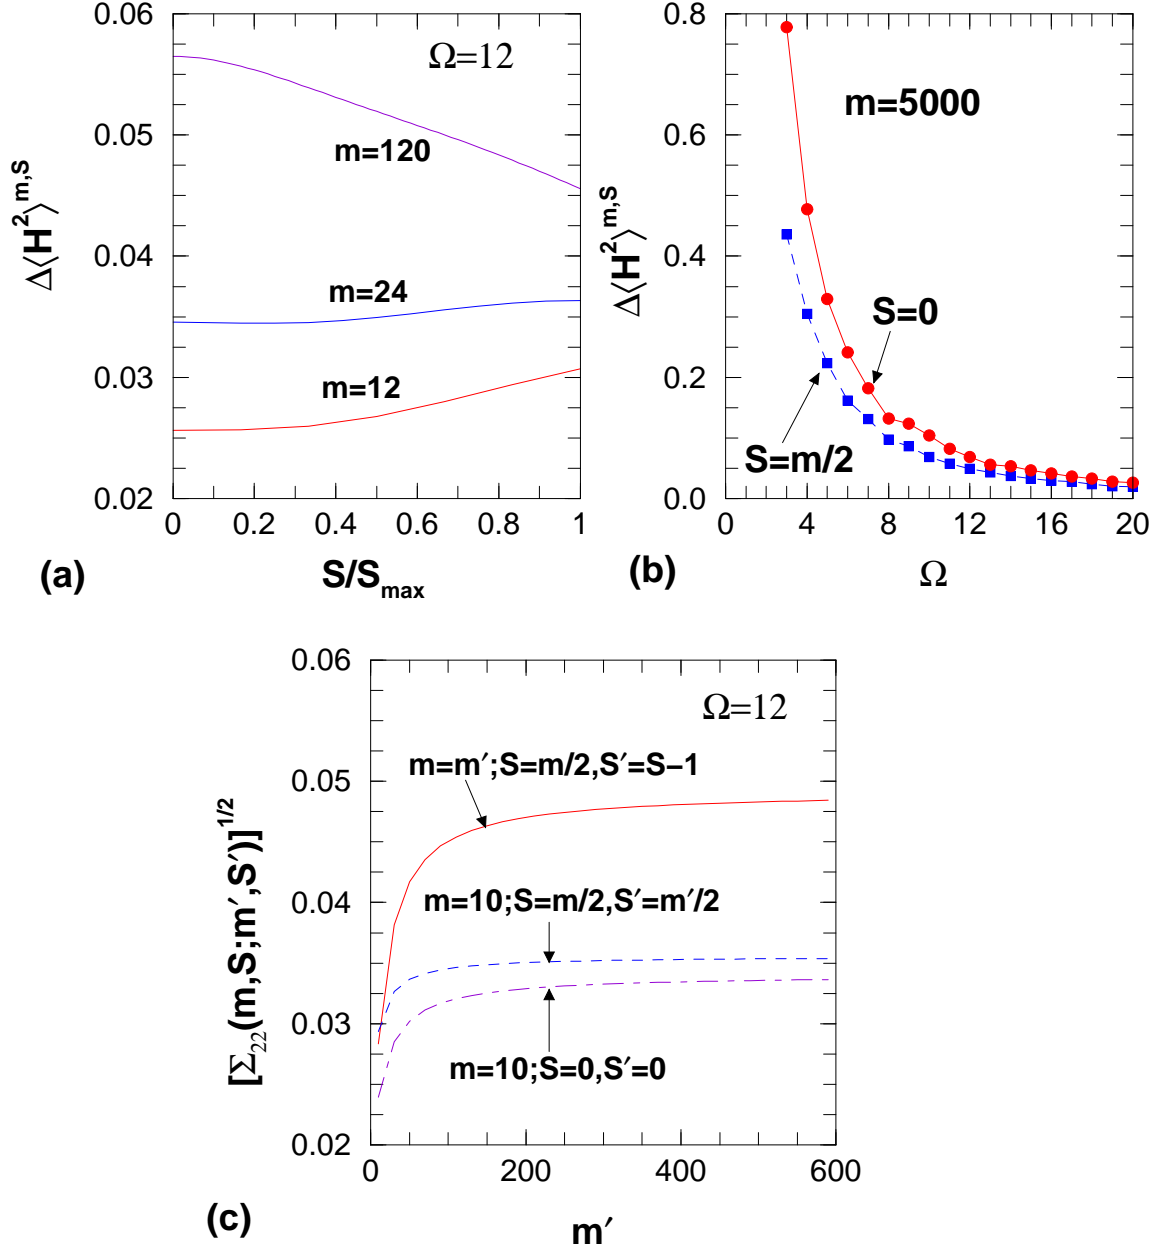 0.06
0.05
0.04
0.03
0.02
Δ⟨H²⟩ᵐ,ˢ
Ω=12
m=120
m=24
m=12
0 0.2 0.4 0.6 0.8 1
(a)
S/Sₘₐₓ
0.8
0.6
0.4
0.2
0.0
Δ⟨H²⟩ᵐ,ˢ
m=5000
S=0
S=m/2
0 4 8 12 16 20
(b)
Ω
0.06
0.05
0.04
0.03
0.02
[Σ₂₂(m,S;m′,S′)]¹/²
Ω=12
m=m′;S=m/2,S′=S−1
m=10;S=m/2,S′=m′/2
m=10;S=0,S′=0
0 200 400 600
(c)
m′